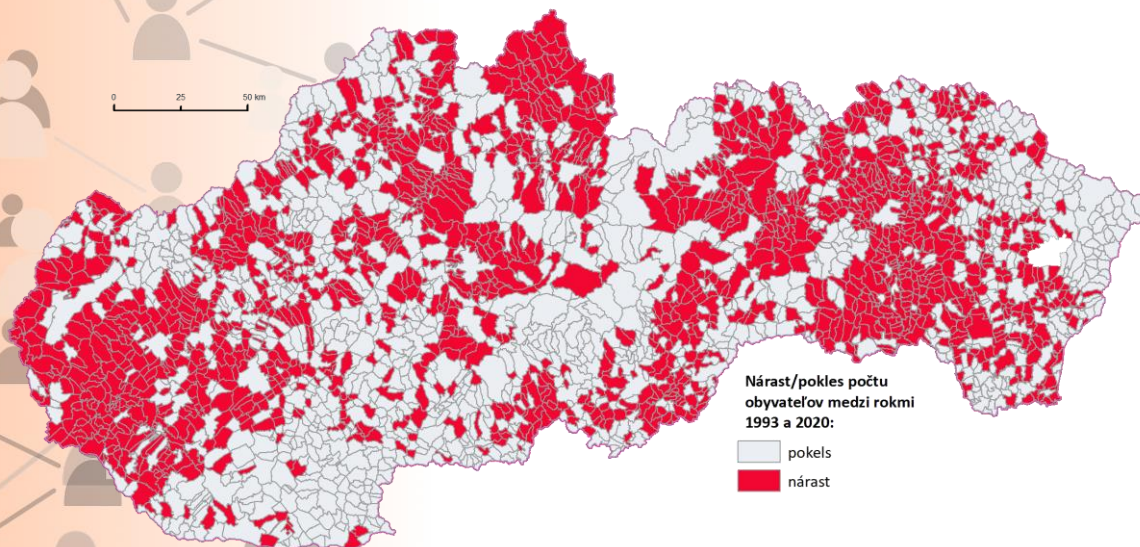 0 25 50 km
Nárast/pokles počtu
obyvateľov medzi rokmi
1993 a 2020:
pokels
nárast